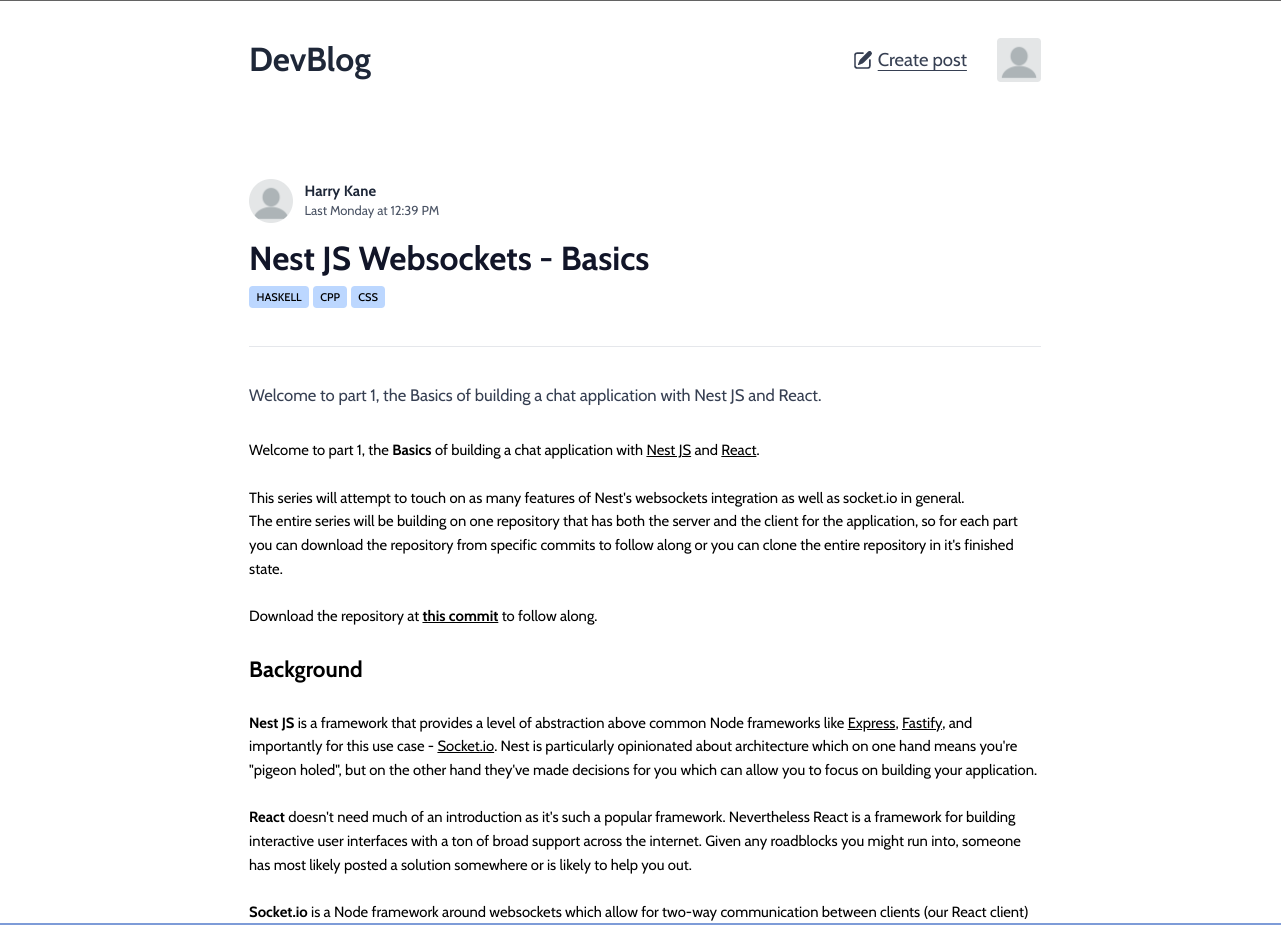 DevBlog
Create post
Harry Kane
Last Monday at 12:39 PM
Nest JS Websockets - Basics
HASKELL CPP CSS
Welcome to part 1, the Basics of building a chat application with Nest JS and React.
Welcome to part 1, the Basics of building a chat application with Nest JS and React.
This series will attempt to touch on as many features of Nest's websockets integration as well as socket.io in general.
The entire series will be building on one repository that has both the server and the client for the application, so for each part
you can download the repository from specific commits to follow along or you can clone the entire repository in it's finished
state.
Download the repository at this commit to follow along.
Background
Nest JS is a framework that provides a level of abstraction above common Node frameworks like Express, Fastify, and
importantly for this use case - Socket.io. Nest is particularly opinionated about architecture which on one hand means you're
"pigeon holed", but on the other hand they've made decisions for you which can allow you to focus on building your application.
React doesn't need much of an introduction as it's such a popular framework. Nevertheless React is a framework for building
interactive user interfaces with a ton of broad support across the internet. Given any roadblocks you might run into, someone
has most likely posted a solution somewhere or is likely to help you out.
Socket.io is a Node framework around websockets which allow for two-way communication between clients (our React client)